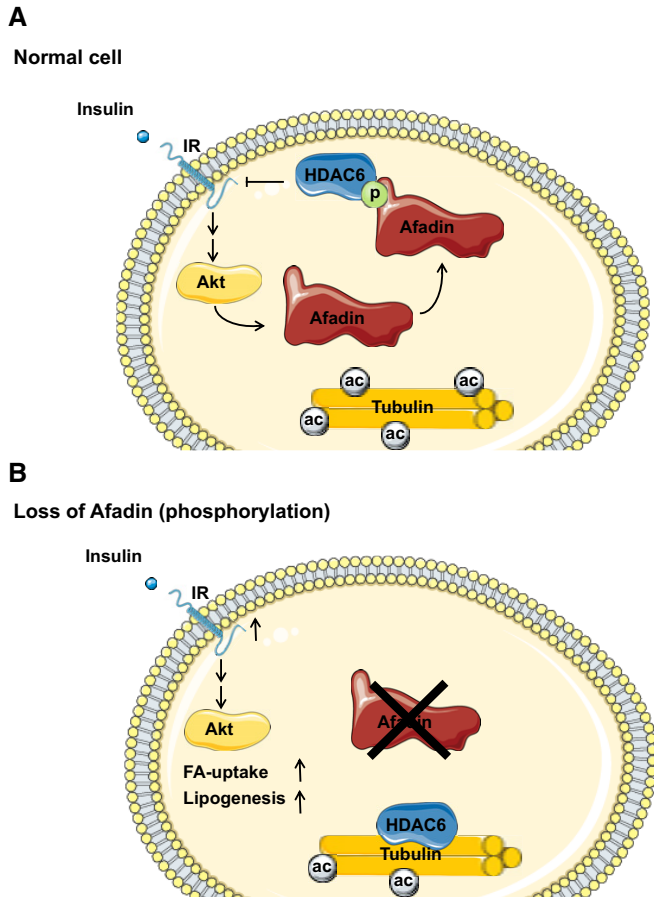 A
Normal cell
Insulin
IR
HDAC6
p
Afadin
Akt
Afadin
ac
ac
Tubulin
ac
ac
B
Loss of Afadin (phosphorylation)
Insulin
IR
Afadin
Akt
FA-uptake
Lipogenesis
HDAC6
Tubulin
ac
ac